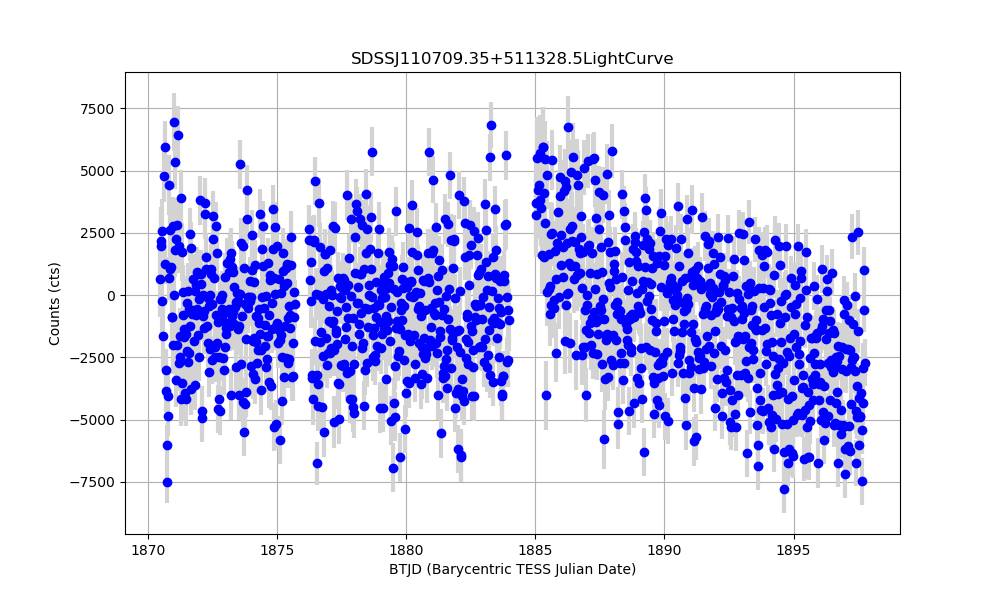 SDSSJ110709.35+511328.5LightCurve
7500
5000
2500
0
−2500
−5000
−7500
Counts (cts)
1870 1875 1880 1885 1890 1895
BTJD (Barycentric TESS Julian Date)